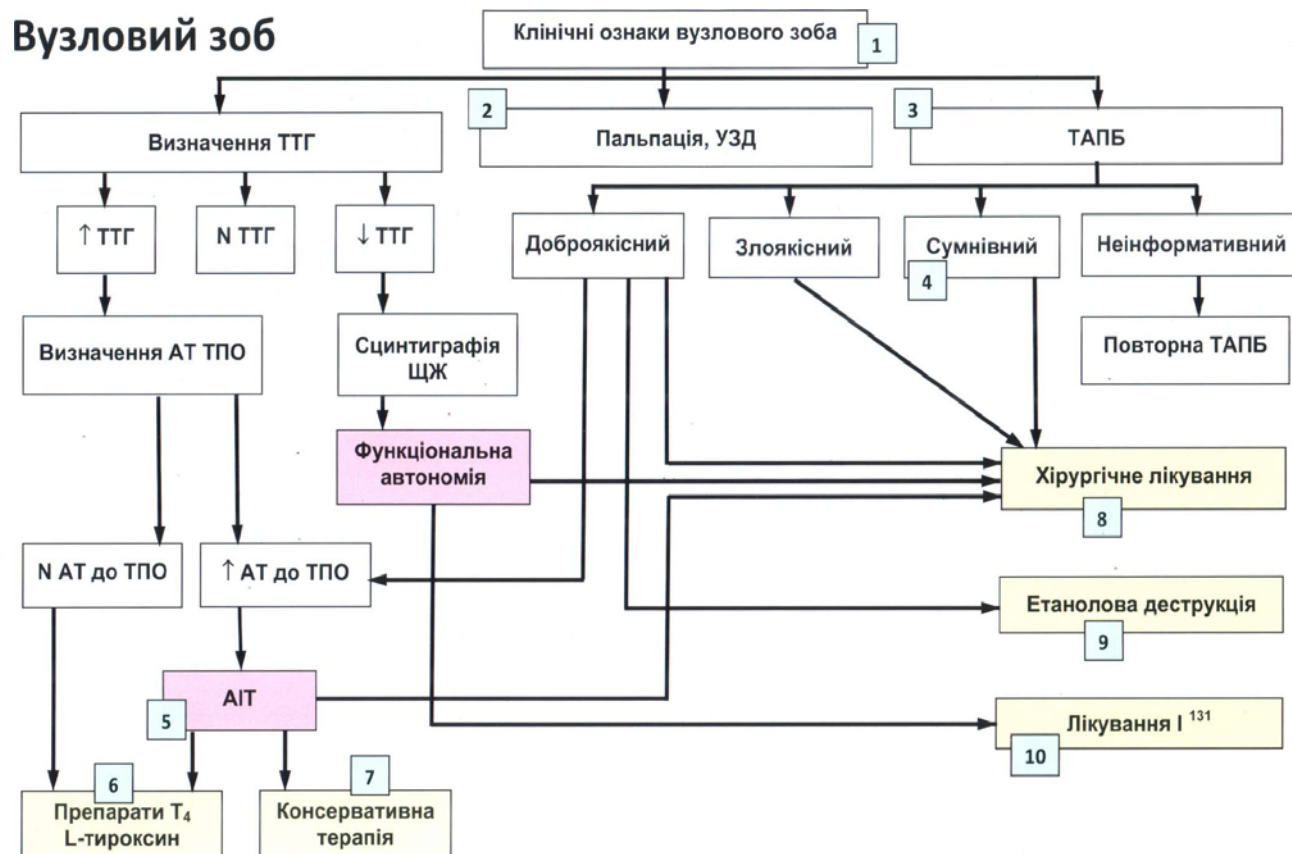 Вузловий зоб
Клінічні ознаки вузлового зоба
1
2
3
Визначення ТТГ
Пальпація, УЗД
ТАПБ
↑ ТТГ
N ТТГ
↓ ТТГ
Доброякісний
Злоякісний
Сумнівний
Неінформативний
4
Визначення АТ ТПО
Сцинтиграфія
ЩЖ
Повторна ТАПБ
Функціональна
автономія
Хірургічне лікування
8
N АТ до ТПО
↑ АТ до ТПО
Етанолова деструкція
9
АІТ
5
Лікування І ¹³¹
10
6
7
Препарати Т₄
L-тироксин
Консервативна
терапія